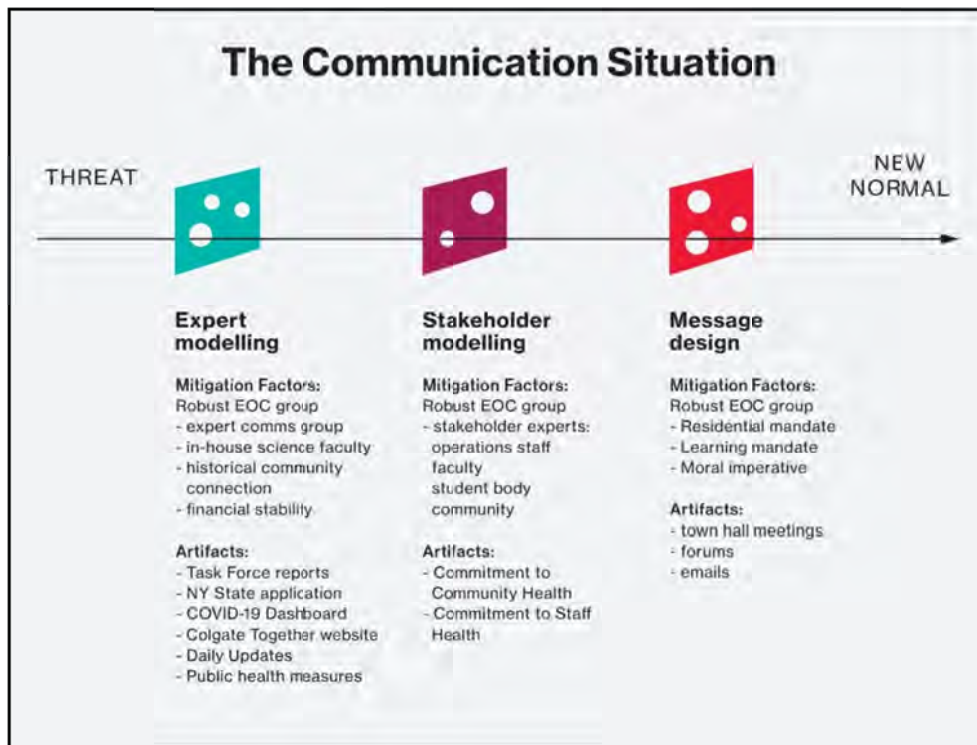 The Communication Situation
THREAT
NEW
NORMAL
Expert
modelling
Mitigation Factors:
Robust EOC group
- expert comms group
- in-house science faculty
- historical community
connection
- financial stability
Artifacts:
- Task Force reports
- NY State application
- COVID-19 Dashboard
- Colgate Together website
- Daily Updates
- Public health measures
Stakeholder
modelling
Mitigation Factors:
Robust EOC group
- stakeholder experts:
operations staff
faculty
student body
community
Artifacts:
- Commitment to
Community Health
- Commitment to Staff
Health
Message
design
Mitigation Factors:
Robust EOC group
- Residential mandate
- Learning mandate
- Moral imperative
Artifacts:
- town hall meetings
- forums
- emails